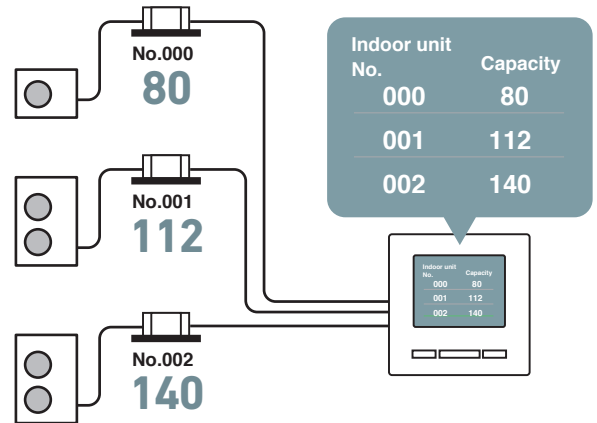 No.000
80
No.001
112
No.002
140
Indoor unit
No. Capacity
000 80
001 112
002 140
Indoor unit
No. Capacity
000 80
001 112
002 140